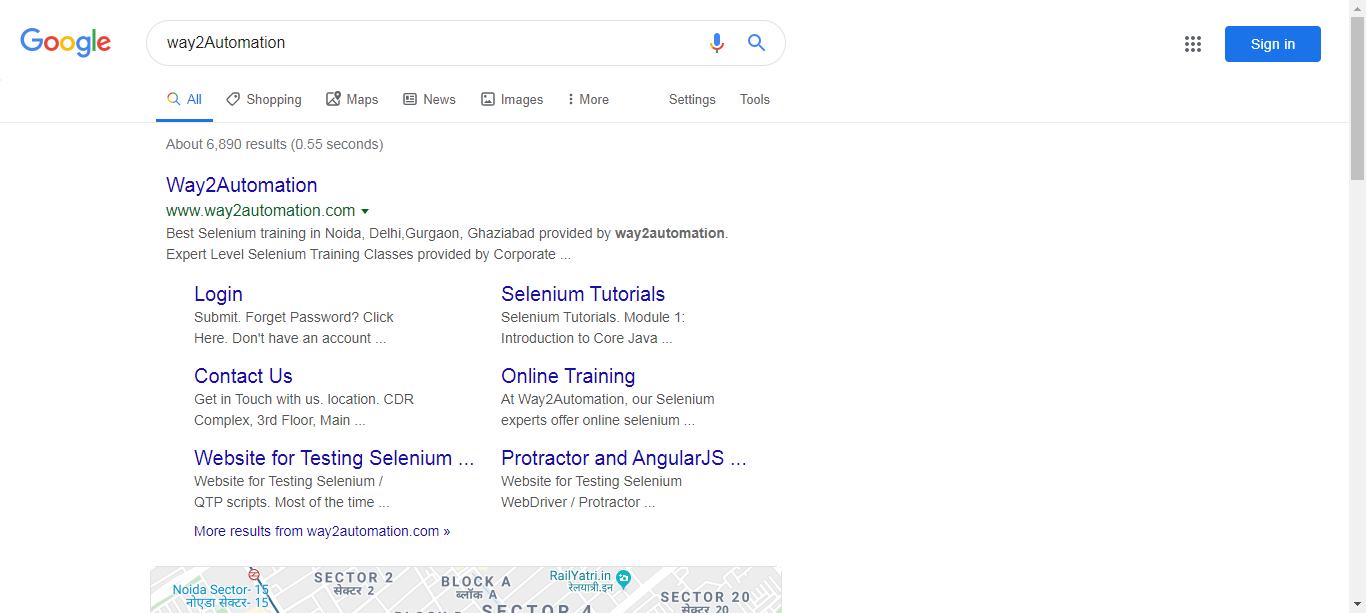 Google
way2Automation
Sign in
All Shopping Maps News Images More Settings Tools
About 6,890 results (0.55 seconds)
Way2Automation
www.way2automation.com
Best Selenium training in Noida, Delhi,Gurgaon, Ghaziabad provided by way2automation.
Expert Level Selenium Training Classes provided by Corporate ...
Login
Submit. Forget Password? Click
Here. Don't have an account ...
Selenium Tutorials
Selenium Tutorials. Module 1:
Introduction to Core Java ...
Contact Us
Get in Touch with us. location. CDR
Complex, 3rd Floor, Main ...
Online Training
At Way2Automation, our Selenium
experts offer online selenium ...
Website for Testing Selenium ...
Website for Testing Selenium /
QTP scripts. Most of the time ...
Protractor and AngularJS ...
Website for Testing Selenium
WebDriver / Protractor ...
More results from way2automation.com »
Noida Sector- 15
नोएडा सेक्टर- 15
SECTOR 2
सेक्टर 2
BLOCK A
ब्लॉक A
RailYatri.in
रेलयात्री.इन
SECTOR 4
SECTOR 20
सेक्टर 20